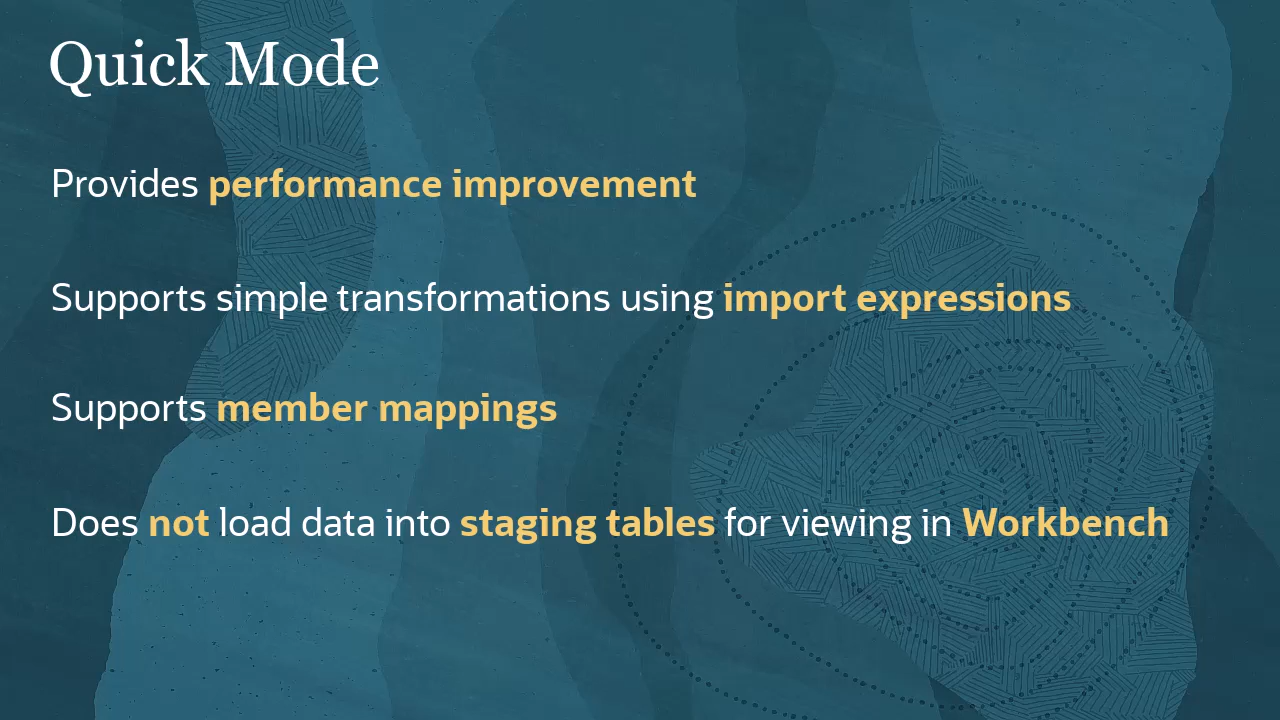 Quick Mode
Provides performance improvement
Supports simple transformations using import expressions
Supports member mappings
Does not load data into staging tables for viewing in Workbench